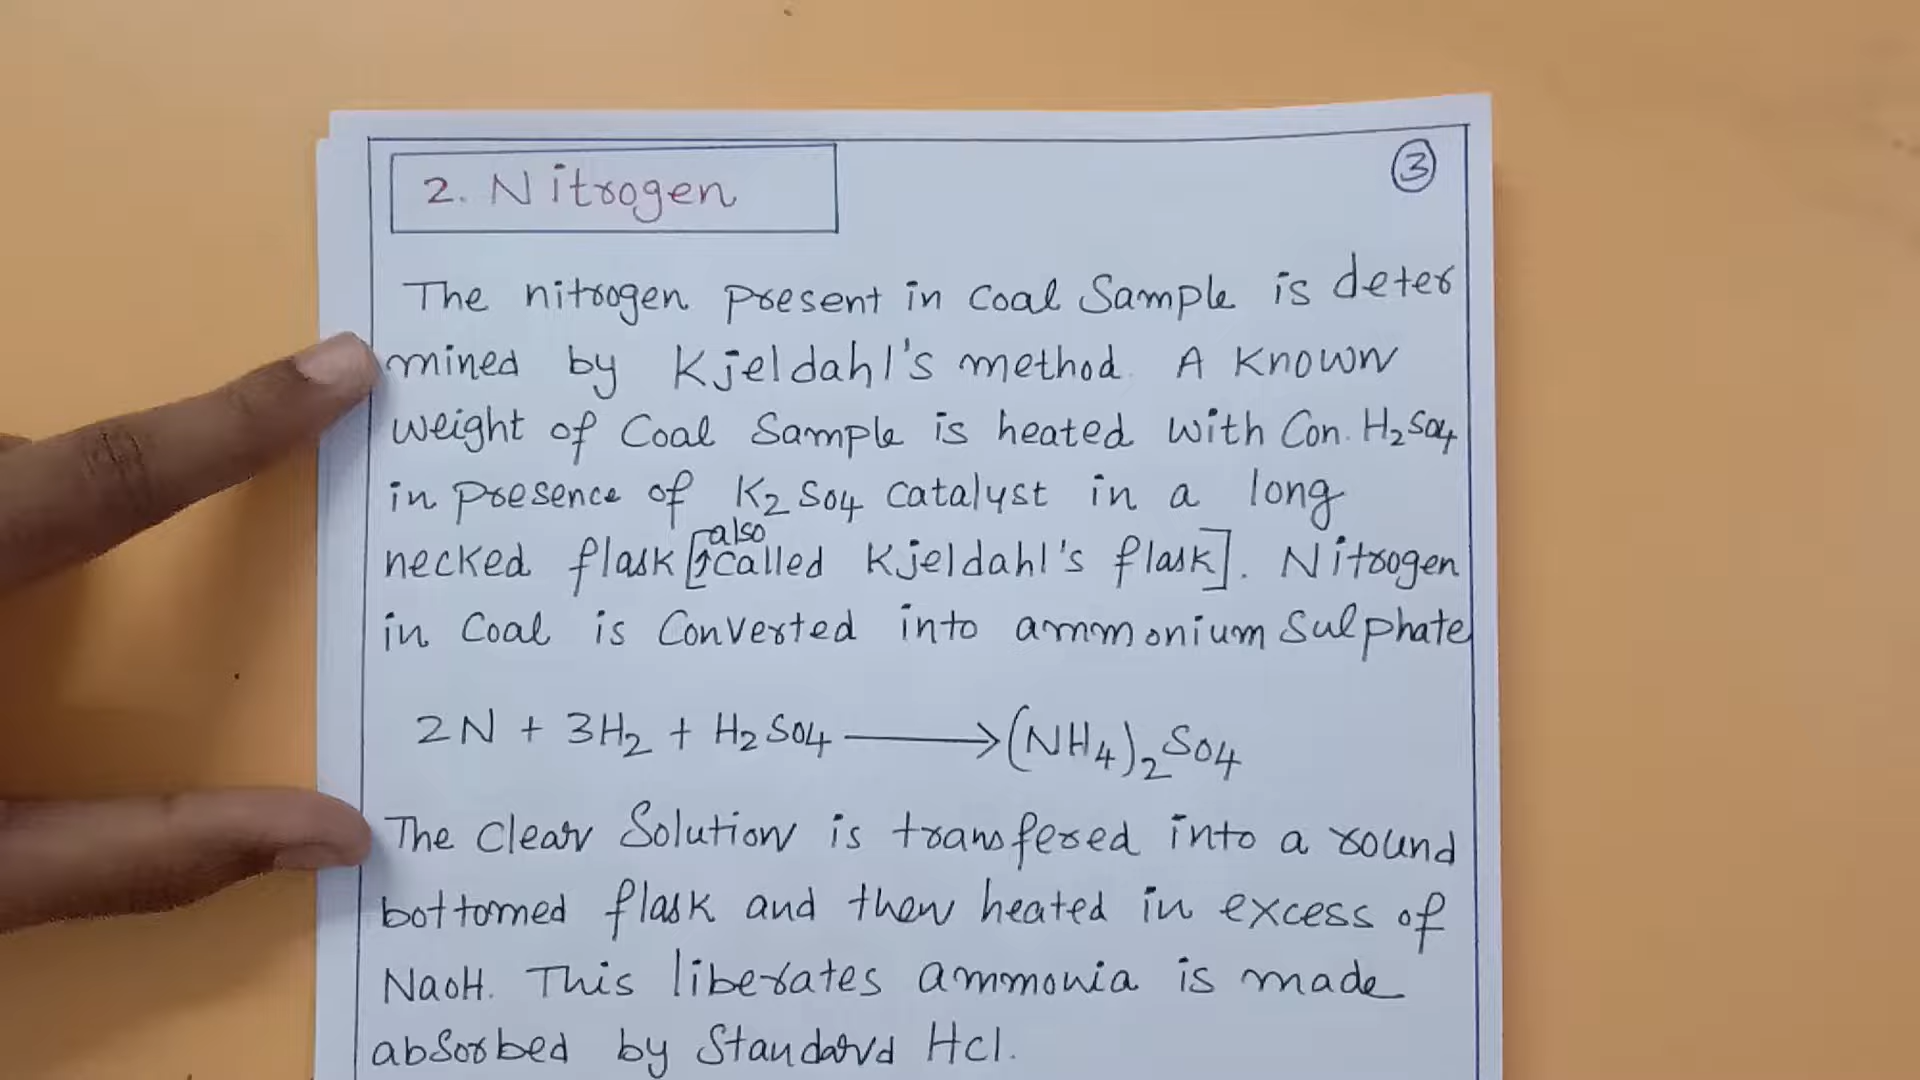 3
2. Nitrogen
The nitrogen present in coal Sample is deter
mined by Kjeldahl's method. A known
weight of Coal Sample is heated with Con. H2SO4
in presence of K2SO4 catalyst in a long
necked flask [also called Kjeldahl's flask]. Nitrogen
in Coal is Converted into ammonium Sulphate
2N + 3H2 + H2SO4 ⟶ (NH4)2SO4
The Clear Solution is transfered into a round
bottomed flask and then heated in excess of
NaOH. This liberates ammonia is made
absorbed by Standard Hcl.